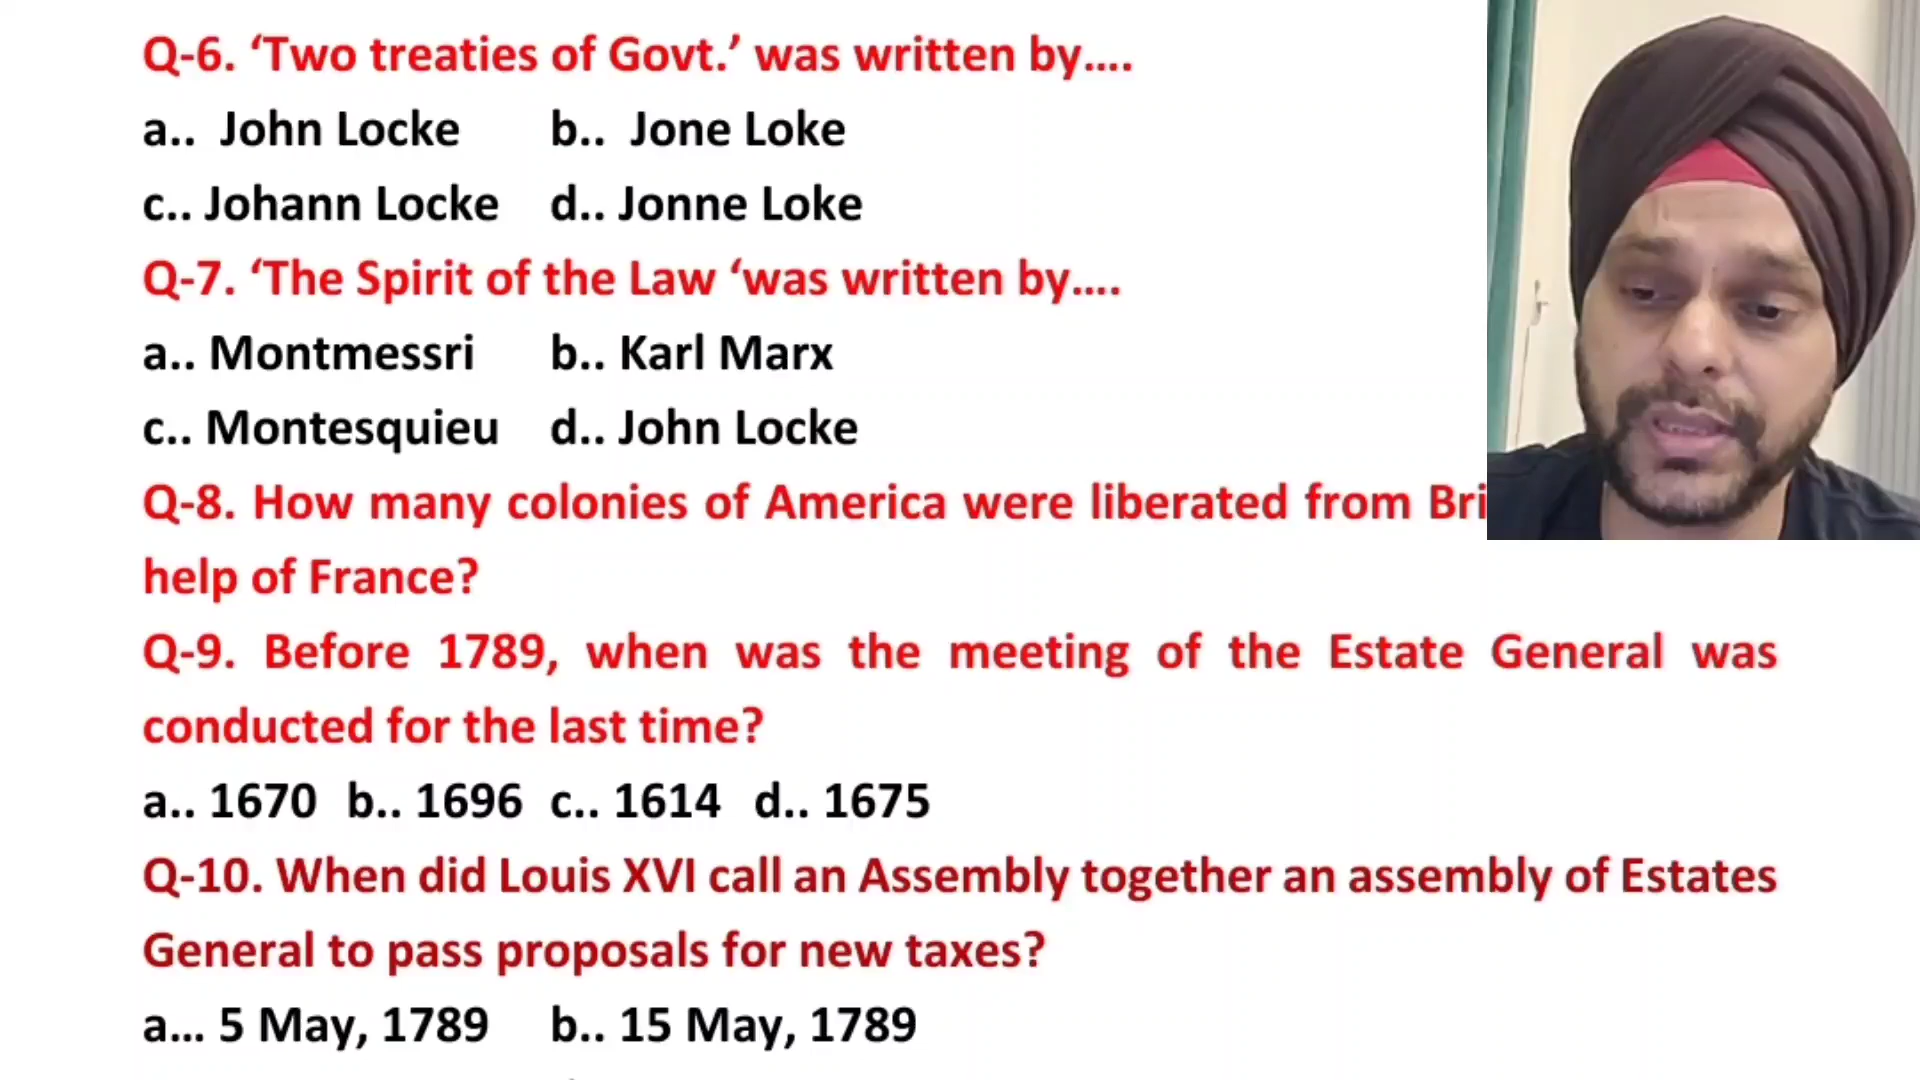 Q-6. ‘Two treaties of Govt.’ was written by....
a.. John Locke b.. Jone Loke
c.. Johann Locke d.. Jonne Loke
Q-7. ‘The Spirit of the Law ‘was written by....
a.. Montmessri b.. Karl Marx
c.. Montesquieu d.. John Locke
Q-8. How many colonies of America were liberated from Bri
help of France?
Q-9. Before 1789, when was the meeting of the Estate General was
conducted for the last time?
a.. 1670 b.. 1696 c.. 1614 d.. 1675
Q-10. When did Louis XVI call an Assembly together an assembly of Estates
General to pass proposals for new taxes?
a... 5 May, 1789 b.. 15 May, 1789